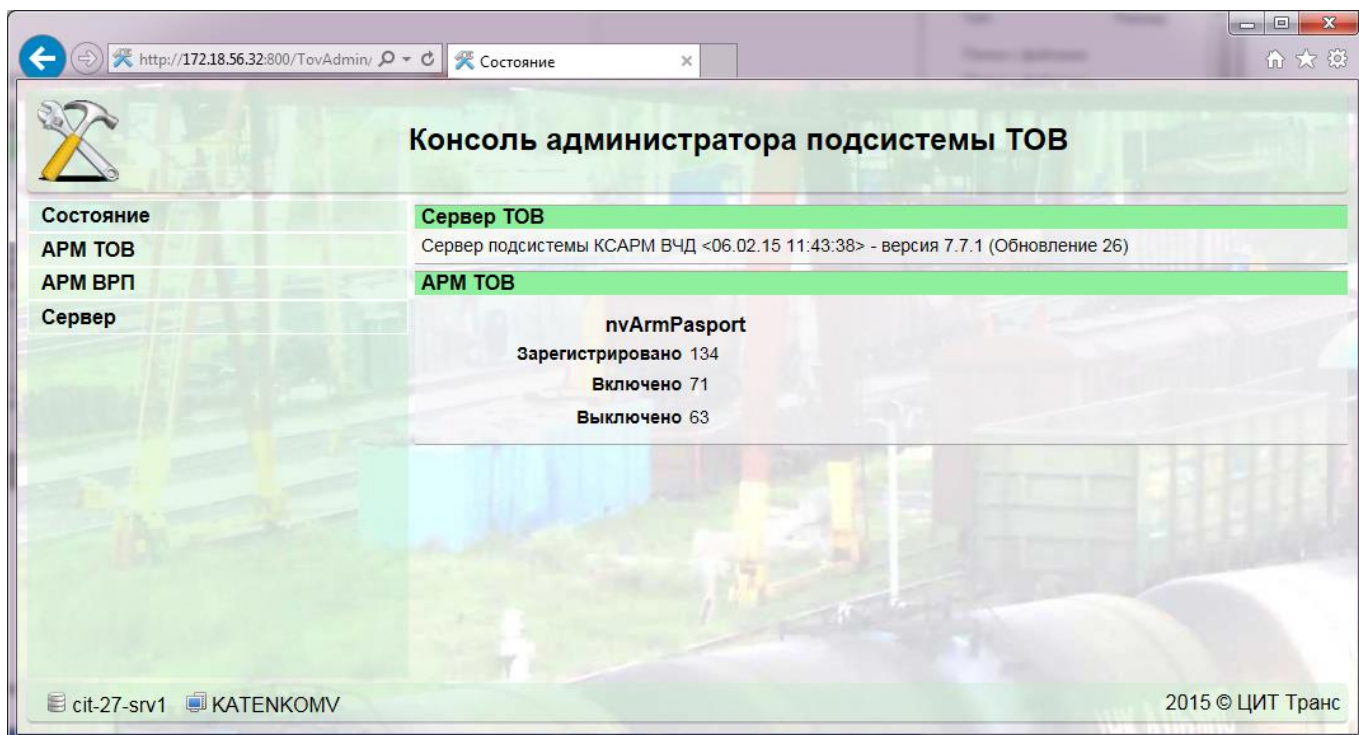 http://172.18.56.32:800/TovAdmin/
Состояние
Консоль администратора подсистемы ТОВ
Состояние
АРМ ТОВ
АРМ ВРП
Сервер
Сервер ТОВ
Сервер подсистемы КСАРМ ВЧД <06.02.15 11:43:38> - версия 7.7.1 (Обновление 26)
АРМ ТОВ
nvArmPasport
Зарегистрировано 134
Включено 71
Выключено 63
cit-27-srv1 KATENKOMV
2015 © ЦИТ Транс